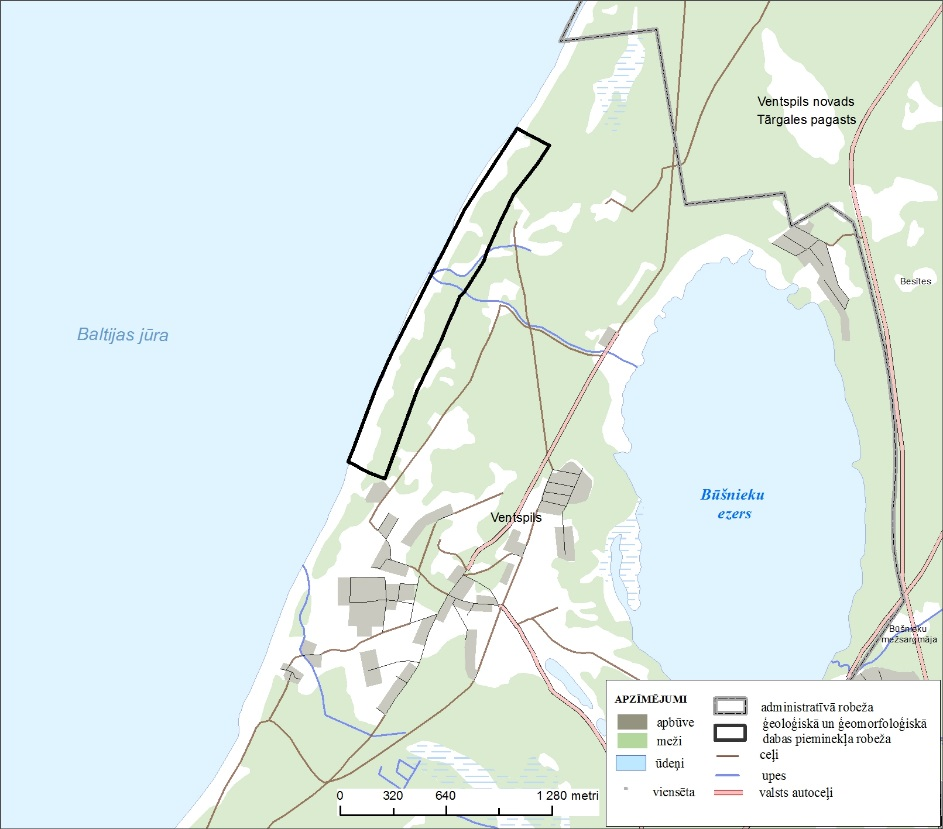 Ventspils novads
Tārgales pagasts
Besītes
Baltijas jūra
Būšnieku
ezers
Ventspils
Būšnieku
mežsargmāja
APZĪMĒJUMI
apbūve
meži
ūdeņi
viensēta
administratīvā robeža
ģeoloģiskā un ģeomorfoloģiskā
dabas pieminekļa robeža
ceļi
upes
valsts autoceļi
0 320 640 1 280 metri